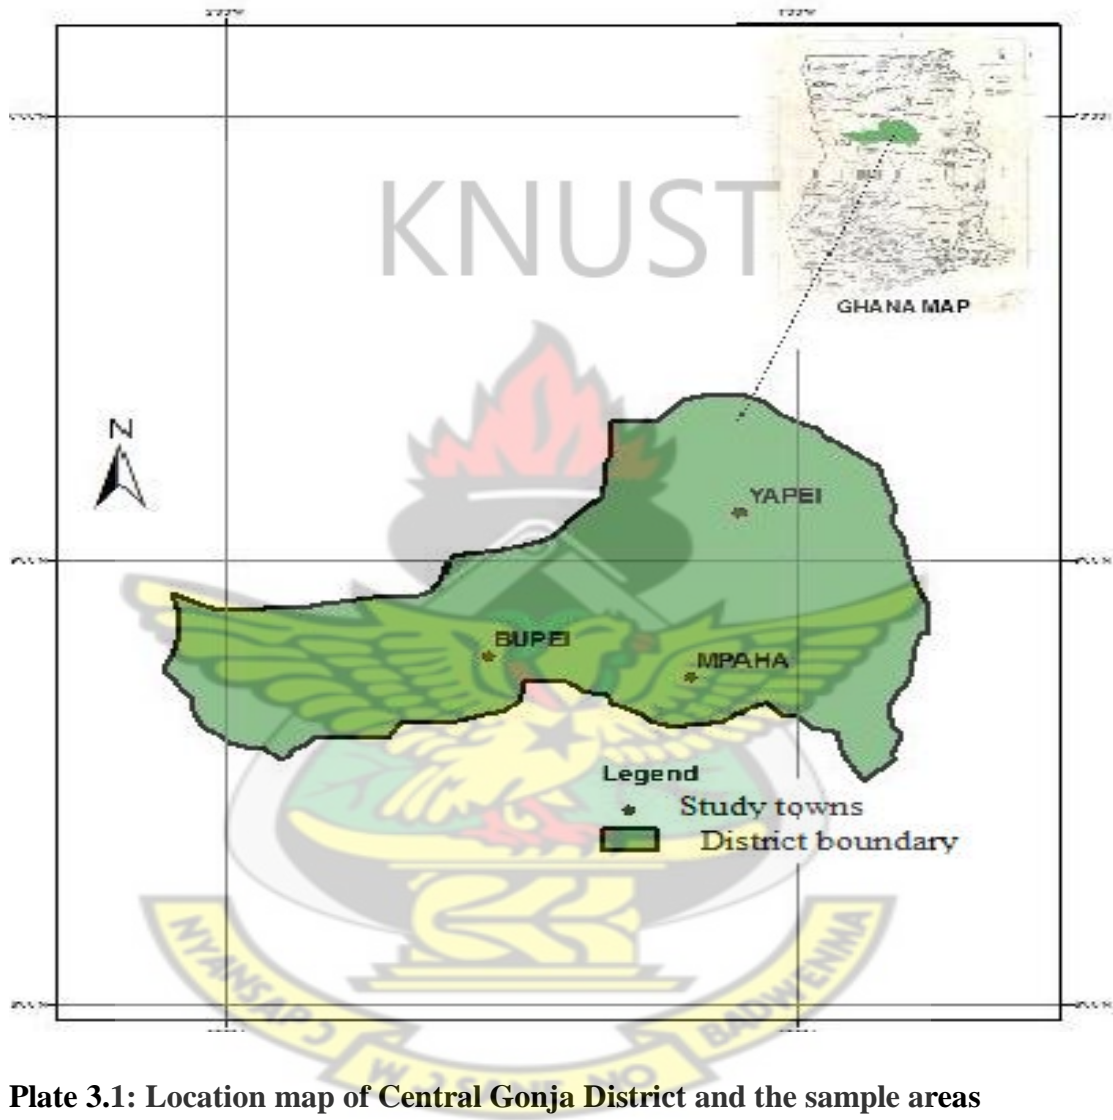 KNUST
GHANA MAP
N
YAPEI
BUPEI
MPAHA
Legend
Study towns
District boundary
NYANSAPƆ
BADWENMA
Plate 3.1: Location map of Central Gonja District and the sample areas